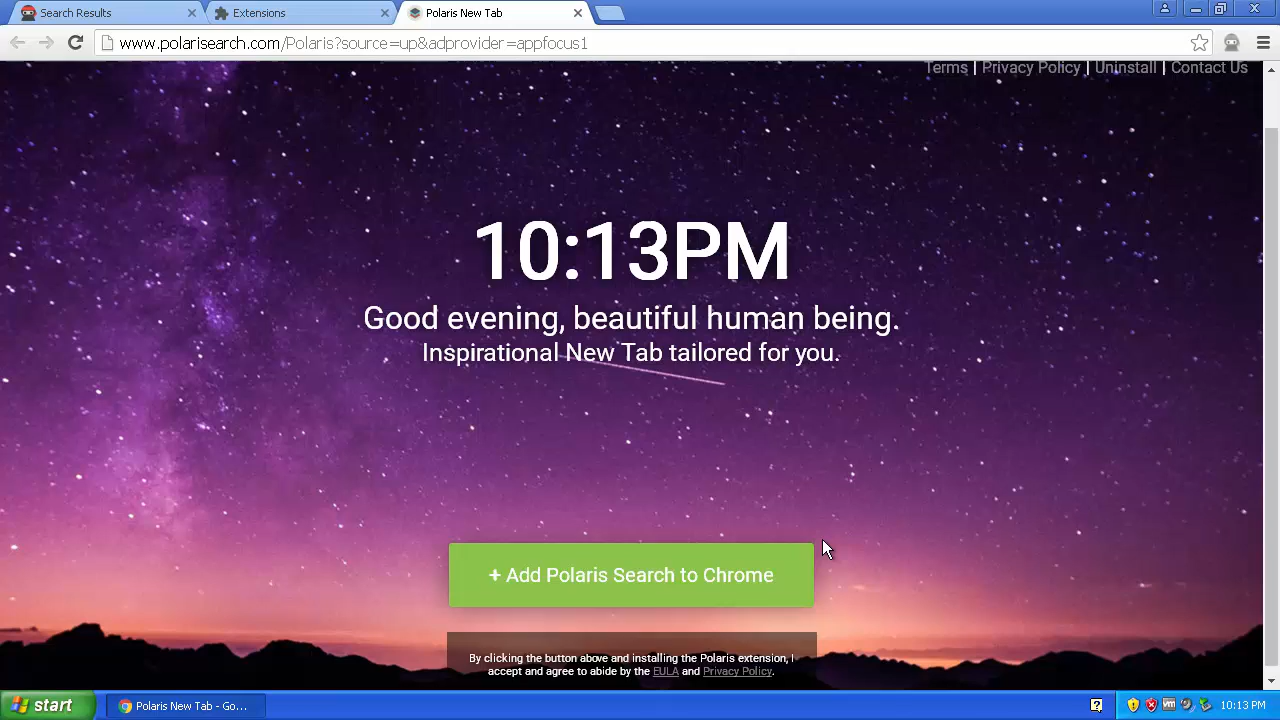 Search Results
Extensions
Polaris New Tab
www.polarisearch.com/Polaris?source=up&adprovider=appfocus1
Terms | Privacy Policy | Uninstall | Contact Us
10:13PM
Good evening, beautiful human being.
Inspirational New Tab tailored for you.
+ Add Polaris Search to Chrome
By clicking the button above and installing the Polaris extension, I
accept and agree to abide by the EULA and Privacy Policy.
start
Polaris New Tab - Go...
10:13 PM